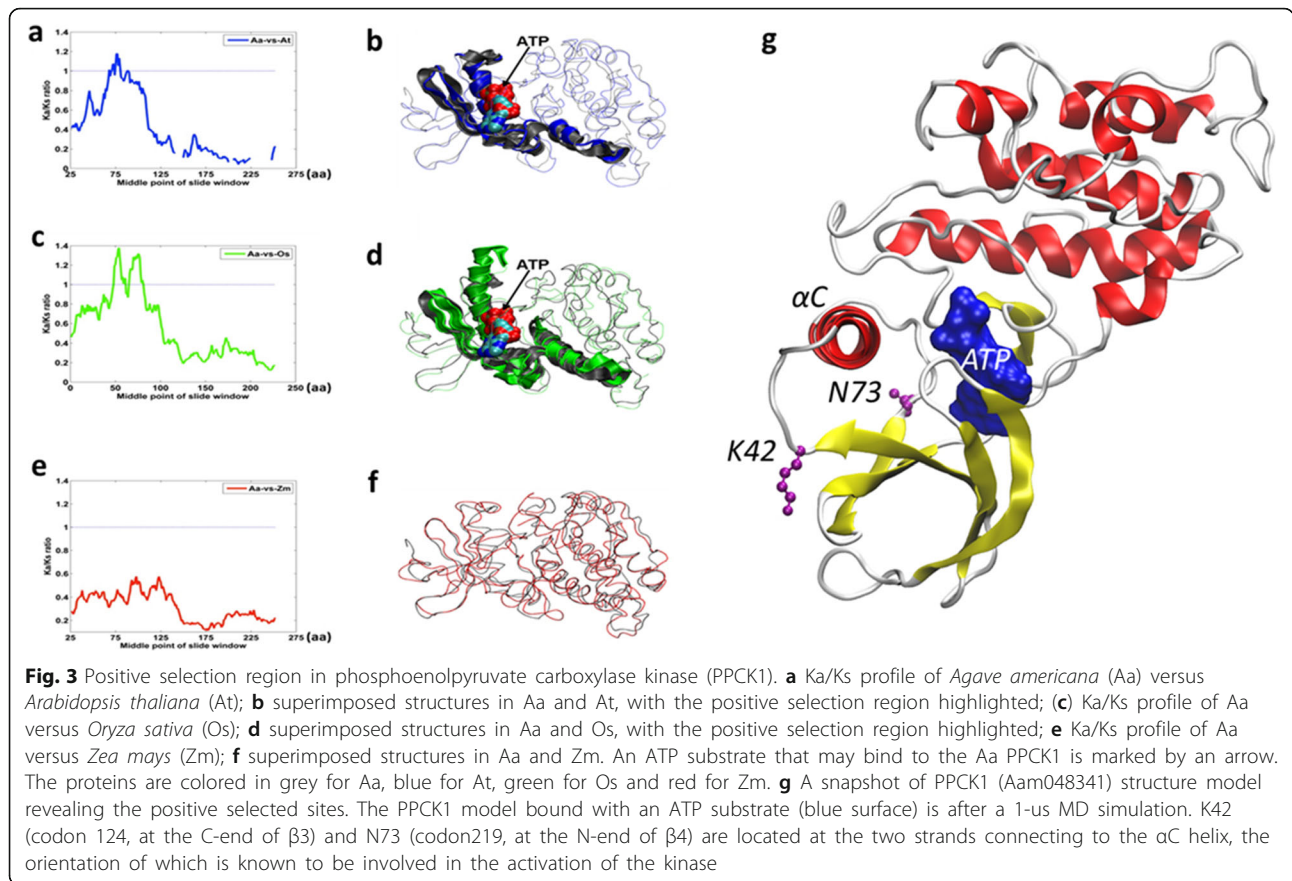 a
Aa-vs-At
Ka/Ks ratio
1.4
1.2
1
0.8
0.6
0.4
0.2
0
25 75 125 175 225 275 (aa)
Middle point of slide window
b
ATP
c
Aa-vs-Os
Ka/Ks ratio
1.4
1.2
1
0.8
0.6
0.4
0.2
0
1 50 100 150 200 250 (aa)
Middle point of slide window
d
ATP
e
Aa-vs-Zm
Ka/Ks ratio
1.4
1.2
1
0.8
0.6
0.4
0.2
25 75 125 175 225 275 (aa)
Middle point of slide window
f
g
αC
ATP
N73
K42
Fig. 3 Positive selection region in phosphoenolpyruvate carboxylase kinase (PPCK1). a Ka/Ks profile of Agave americana (Aa) versus
Arabidopsis thaliana (At); b superimposed structures in Aa and At, with the positive selection region highlighted; (c) Ka/Ks profile of Aa
versus Oryza sativa (Os); d superimposed structures in Aa and Os, with the positive selection region highlighted; e Ka/Ks profile of Aa
versus Zea mays (Zm); f superimposed structures in Aa and Zm. An ATP substrate that may bind to the Aa PPCK1 is marked by an arrow.
The proteins are colored in grey for Aa, blue for At, green for Os and red for Zm. g A snapshot of PPCK1 (Aam048341) structure model
revealing the positive selected sites. The PPCK1 model bound with an ATP substrate (blue surface) is after a 1-us MD simulation. K42
(codon 124, at the C-end of β3) and N73 (codon219, at the N-end of β4) are located at the two strands connecting to the αC helix, the
orientation of which is known to be involved in the activation of the kinase